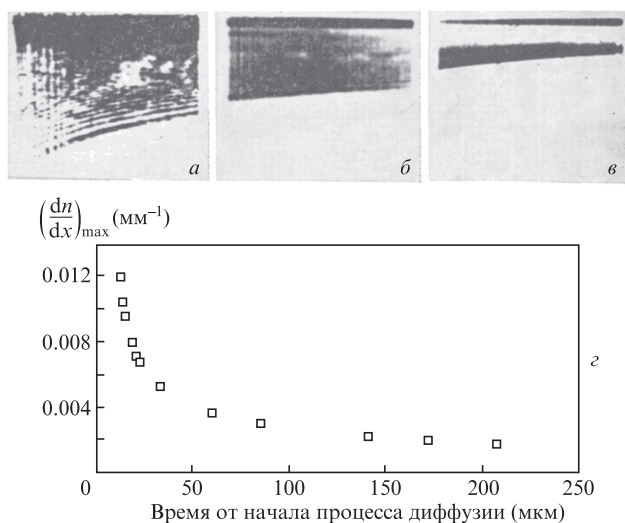 а
б
в
(dn/dx)max (мм⁻¹)
0.012
0.008
0.004
г
0 50 100 150 200 250
Время от начала процесса диффузии (мкм)